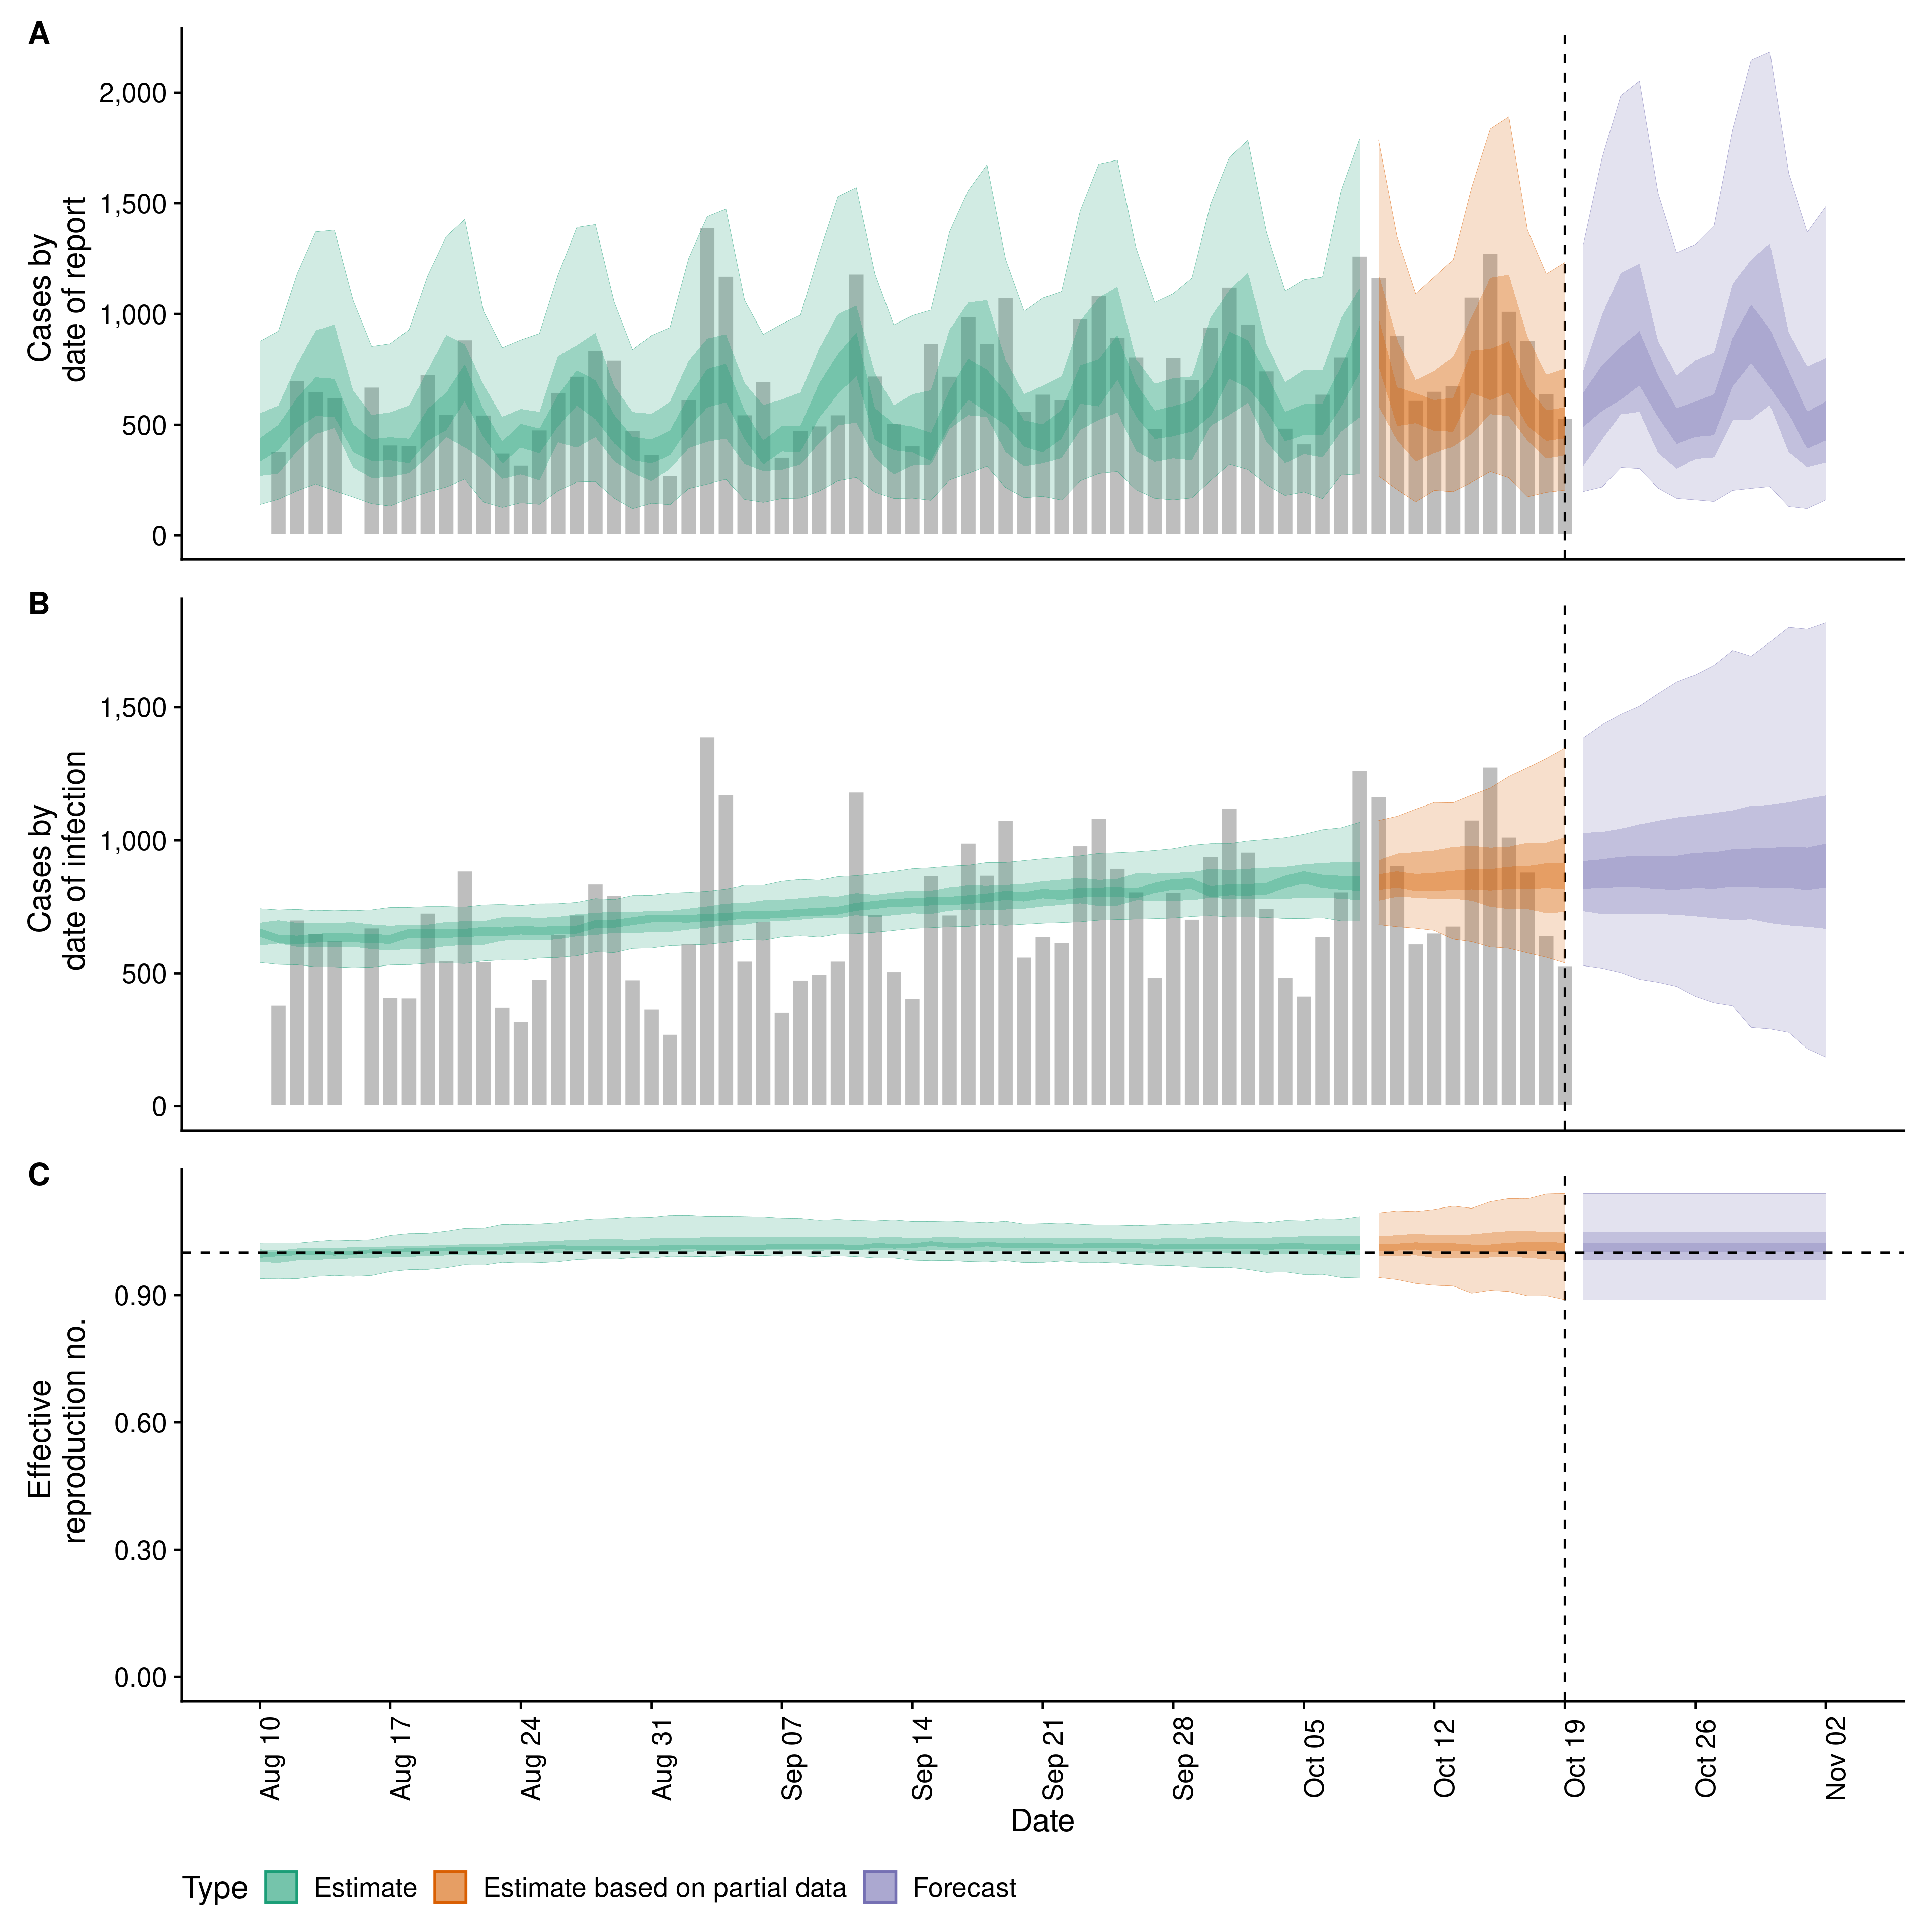 A
Cases by
date of report
2,000
1,500
1,000
500
0
B
Cases by
date of infection
1,500
1,000
500
0
C
Effective
reproduction no.
0.90
0.60
0.30
0.00
Aug 10
Aug 17
Aug 24
Aug 31
Sep 07
Sep 14
Sep 21
Sep 28
Oct 05
Oct 12
Oct 19
Oct 26
Nov 02
Date
Type
Estimate
Estimate based on partial data
Forecast